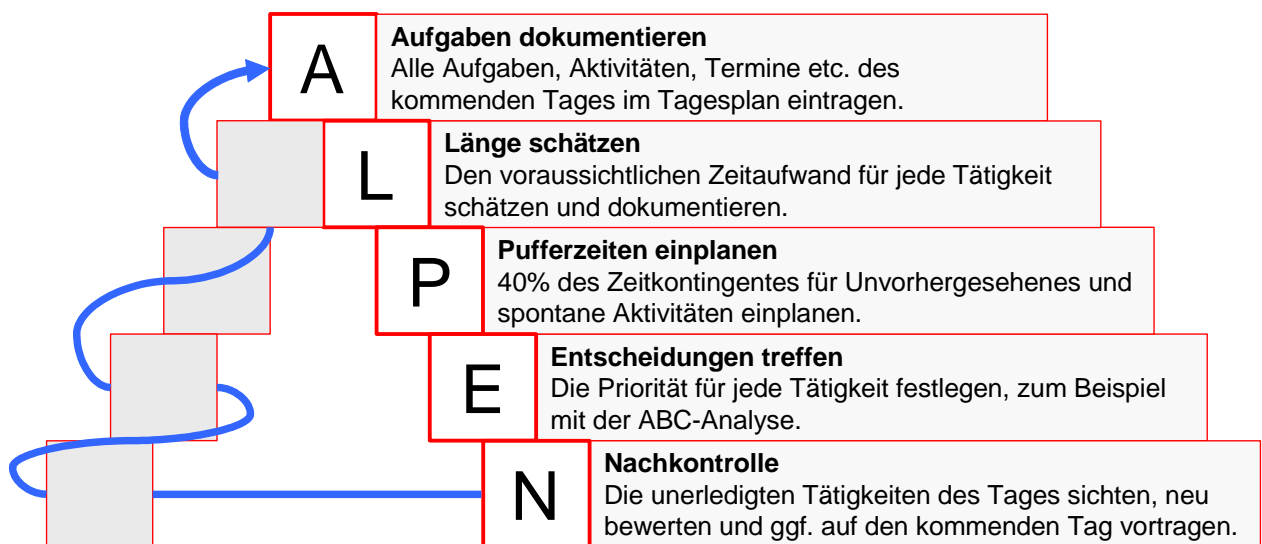 A
Aufgaben dokumentieren
Alle Aufgaben, Aktivitäten, Termine etc. des
kommenden Tages im Tagesplan eintragen.
L
Länge schätzen
Den voraussichtlichen Zeitaufwand für jede Tätigkeit
schätzen und dokumentieren.
P
Pufferzeiten einplanen
40% des Zeitkontingentes für Unvorhergesehenes und
spontane Aktivitäten einplanen.
E
Entscheidungen treffen
Die Priorität für jede Tätigkeit festlegen, zum Beispiel
mit der ABC-Analyse.
N
Nachkontrolle
Die unerledigten Tätigkeiten des Tages sichten, neu
bewerten und ggf. auf den kommenden Tag vortragen.